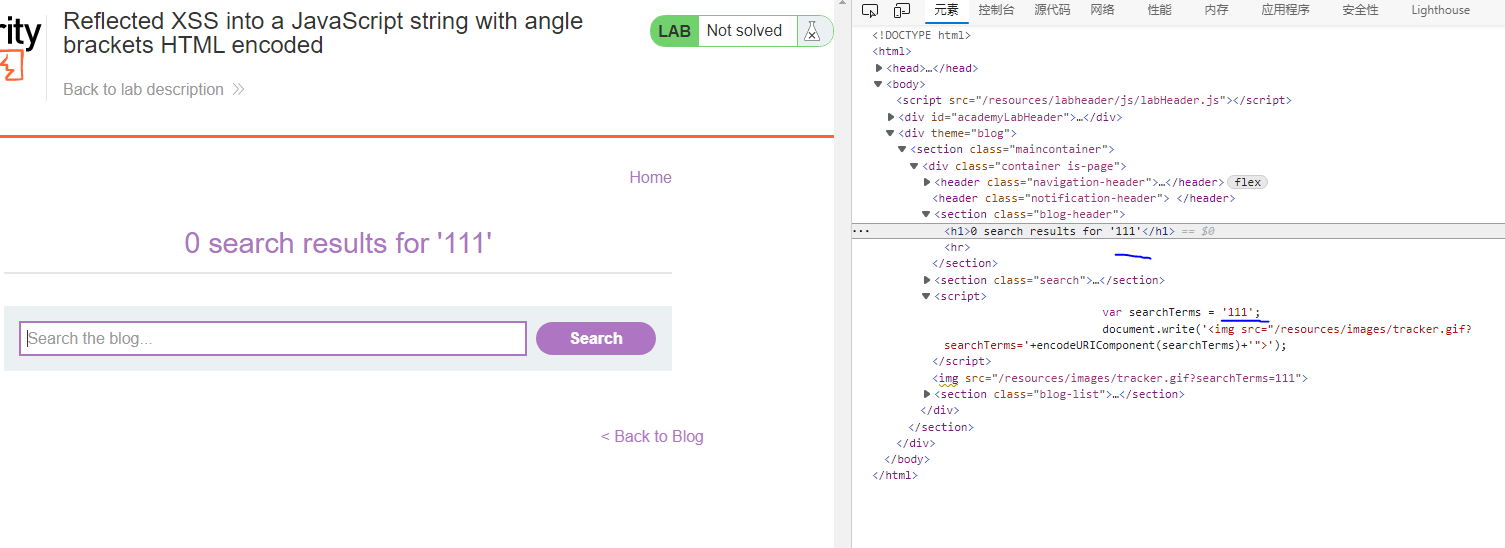 rity
Reflected XSS into a JavaScript string with angle
brackets HTML encoded
LAB Not solved
Back to lab description
Home
0 search results for '111'
Search the blog...
Search
< Back to Blog
元素 控制台 源代码 网络 性能 内存 应用程序 安全性 Lighthouse
<!DOCTYPE html>
<html>
<head>…</head>
<body>
<script src="/resources/labheader/js/labHeader.js"></script>
<div id="academyLabHeader">…</div>
<div theme="blog">
<section class="maincontainer">
<div class="container is-page">
<header class="navigation-header">…</header> flex
<header class="notification-header"> </header>
<section class="blog-header">
··· <h1>0 search results for '111'</h1> == $0
<hr>
</section>
<section class="search">…</section>
<script>
var searchTerms = '111';
document.write('<img src="/resources/images/tracker.gif?
searchTerms='+encodeURIComponent(searchTerms)+'">');
</script>
<img src="/resources/images/tracker.gif?searchTerms=111">
<section class="blog-list">…</section>
</div>
</section>
</div>
</body>
</html>